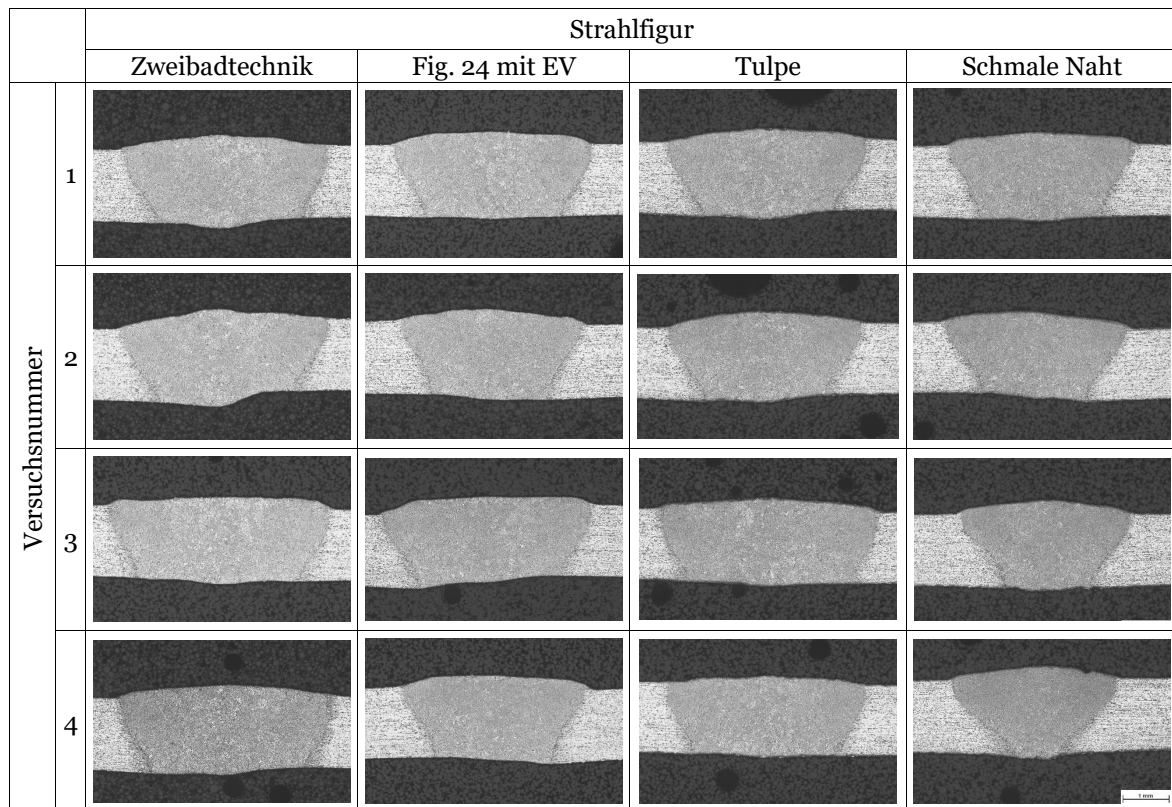 Strahlfigur
Zweibadtechnik Fig. 24 mit EV Tulpe Schmale Naht
Versuchsnummer
1
2
3
4
1 mm